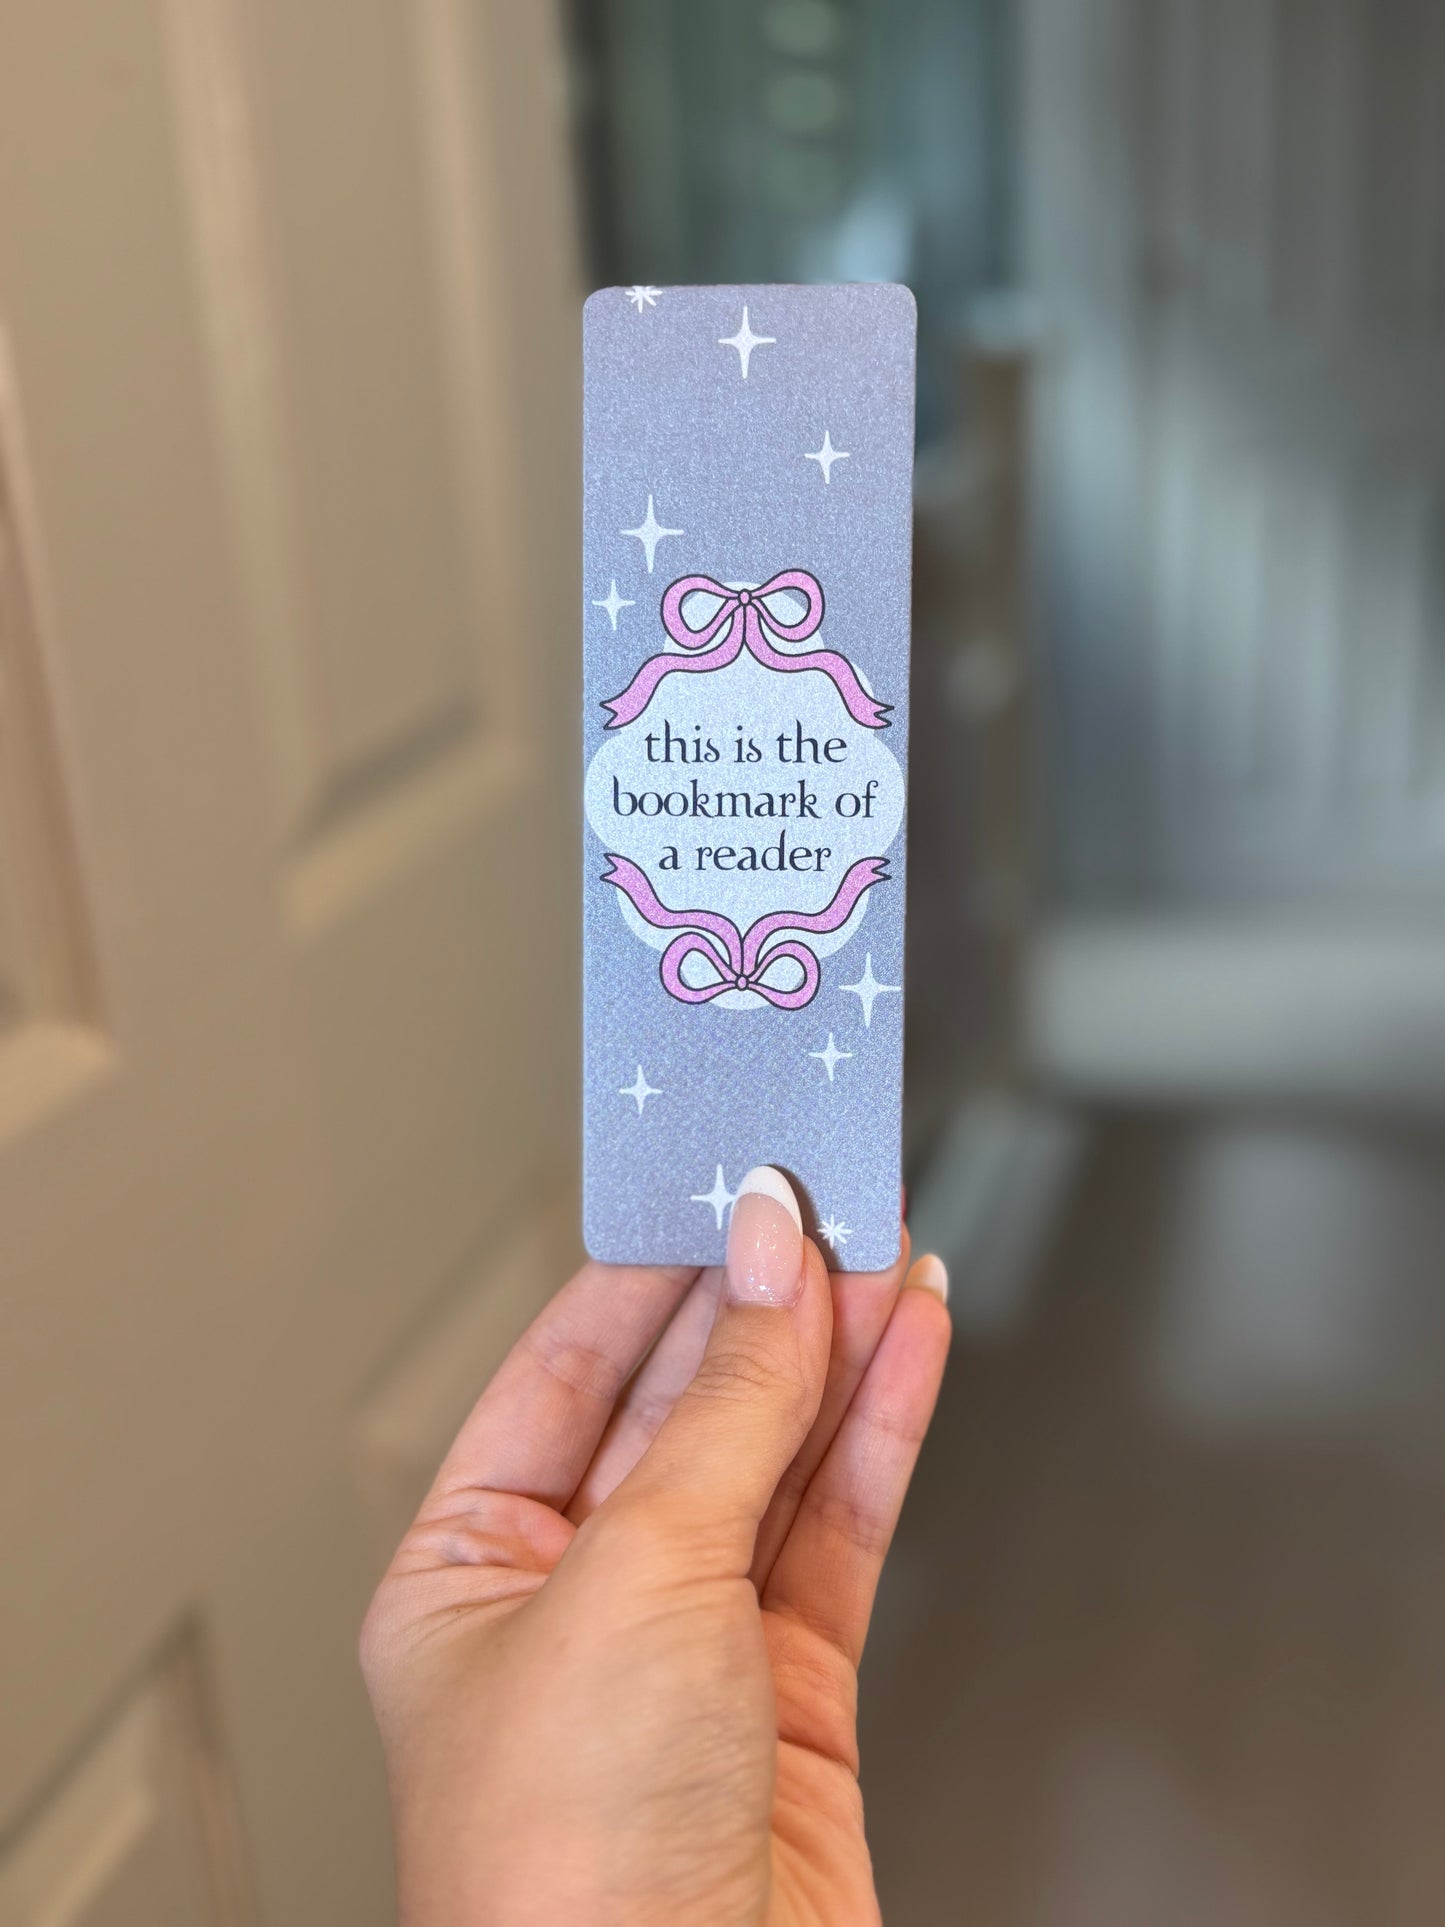 this is the
bookmark of
a reader